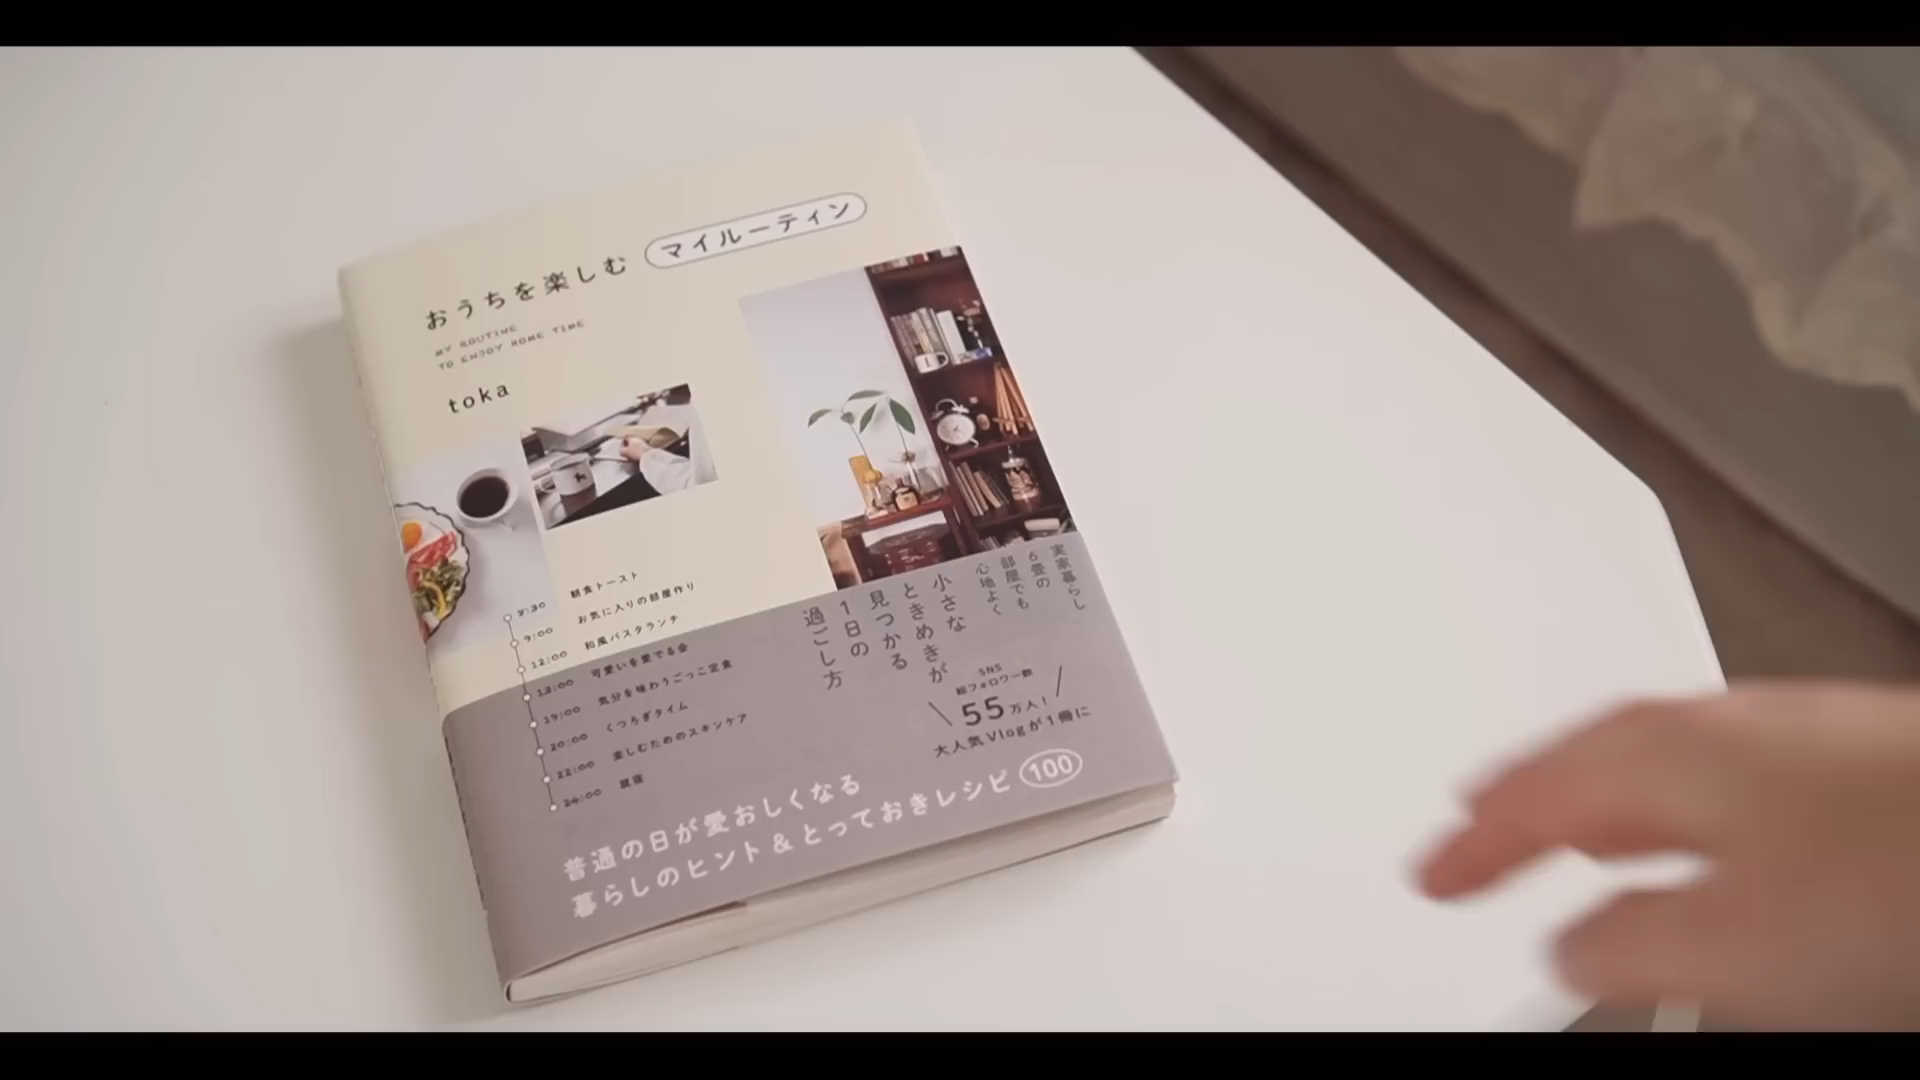 おうちを楽しむ マイルーティン
MY ROUTINE
TO ENJOY HOME TIME
toka
7:30 朝食トースト
9:00 お気に入りの部屋作り
12:00 和風パスタランチ
13:00 可愛いを愛でる会
19:00 気分を味わうごっこ定食
20:00 くつろぎタイム
22:00 楽しむためのスキンケア
24:00 就寝
実家暮らし
6畳の
部屋でも
心地よく
小さな
ときめきが
見つかる
1日の
過ごし方
SNS
総フォロワー数
55万人!
大人気Vlogが1冊に
普通の日が愛おしくなる
暮らしのヒント&とっておきレシピ100